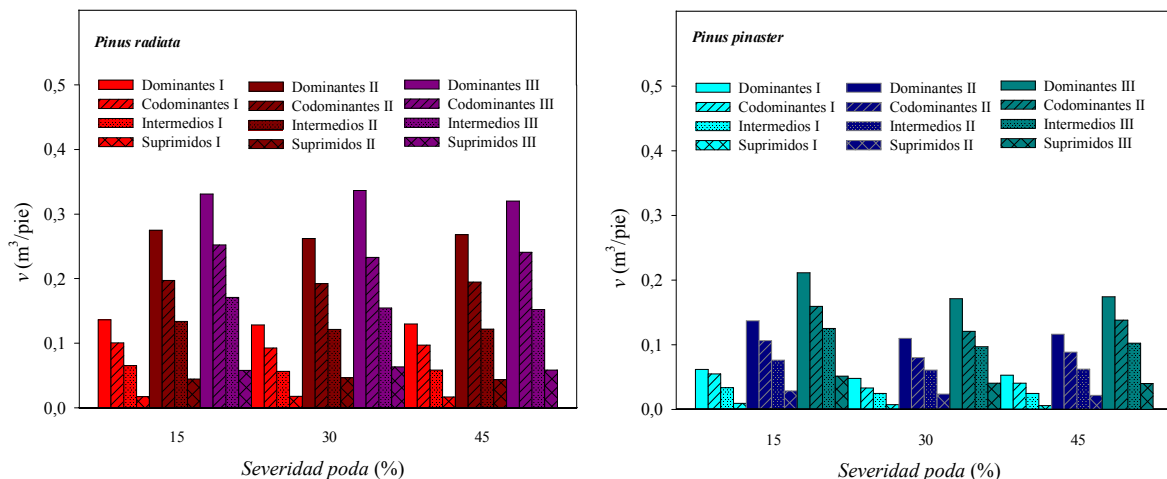 Pinus radiata
Dominantes I
Codominantes I
Intermedios I
Suprimidos I
Dominantes II
Codominantes II
Intermedios II
Suprimidos II
Dominantes III
Codominantes III
Intermedios III
Suprimidos III
v (m³/pie)
0,5
0,4
0,3
0,2
0,1
0,0
15
30
45
Severidad poda (%)
Pinus pinaster
Dominantes I
Codominantes I
Intermedios I
Suprimidos I
Dominantes II
Codominantes II
Intermedios II
Suprimidos II
Dominantes III
Codominantes II
Intermedios III
Suprimidos III
v (m³/pie)
0,5
0,4
0,3
0,2
0,1
0,0
15
30
45
Severidad poda (%)